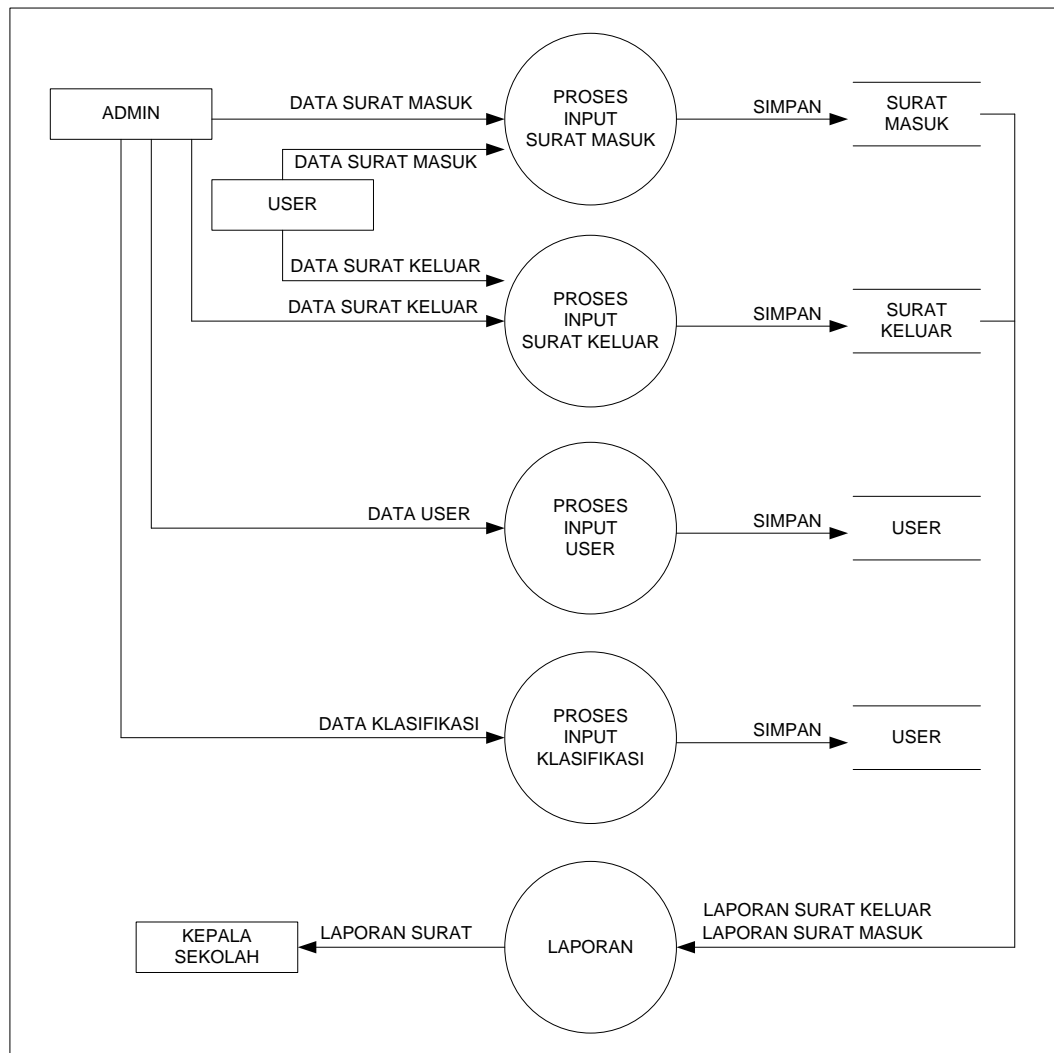 ADMIN
DATA SURAT MASUK
PROSES
INPUT
SURAT MASUK
SIMPAN
SURAT
MASUK
DATA SURAT MASUK
USER
DATA SURAT KELUAR
DATA SURAT KELUAR
PROSES
INPUT
SURAT KELUAR
SIMPAN
SURAT
KELUAR
DATA USER
PROSES
INPUT
USER
SIMPAN
USER
DATA KLASIFIKASI
PROSES
INPUT
KLASIFIKASI
SIMPAN
USER
KEPALA
SEKOLAH
LAPORAN SURAT
LAPORAN
LAPORAN SURAT KELUAR
LAPORAN SURAT MASUK